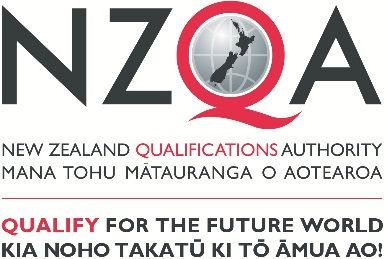 NZQA
NEW ZEALAND QUALIFICATIONS AUTHORITY
MANA TOHU MĀTAURANGA O AOTEAROA
QUALIFY FOR THE FUTURE WORLD
KIA NOHO TAKATŪ KI TŌ ĀMUA AO!